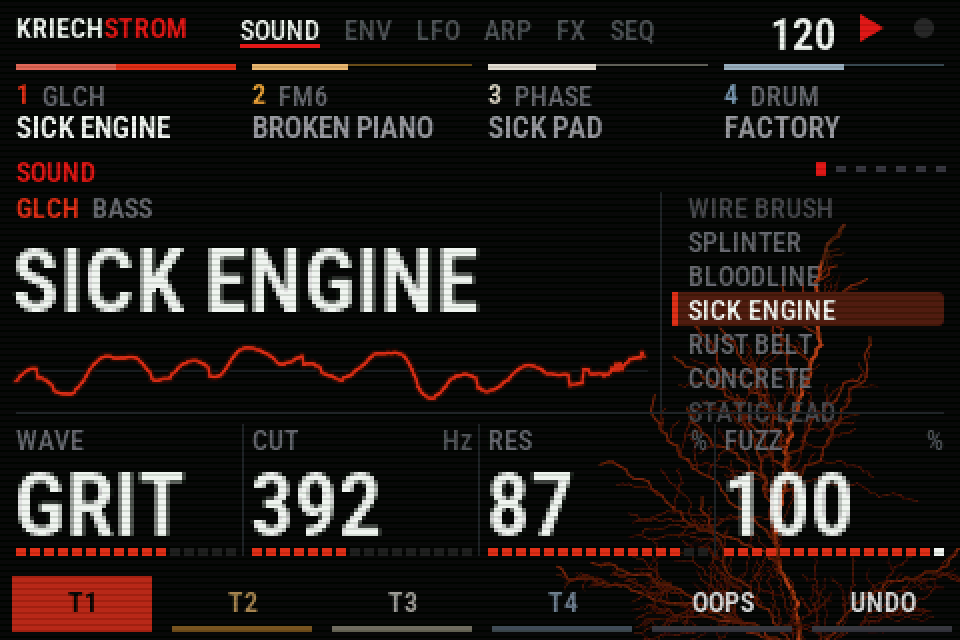 KRIECHSTROM SOUND ENV LFO ARP FX SEQ 120
1 GLCH 2 FM6 3 PHASE 4 DRUM
SICK ENGINE BROKEN PIANO SICK PAD FACTORY
SOUND
GLCH BASS
SICK ENGINE
WIRE BRUSH
SPLINTER
BLOODLINE
SICK ENGINE
RUST BELT
CONCRETE
STATIC LEAD
WAVE CUT Hz RES % FUZZ %
GRIT 392 87 100
T1 T2 T3 T4 OOPS UNDO